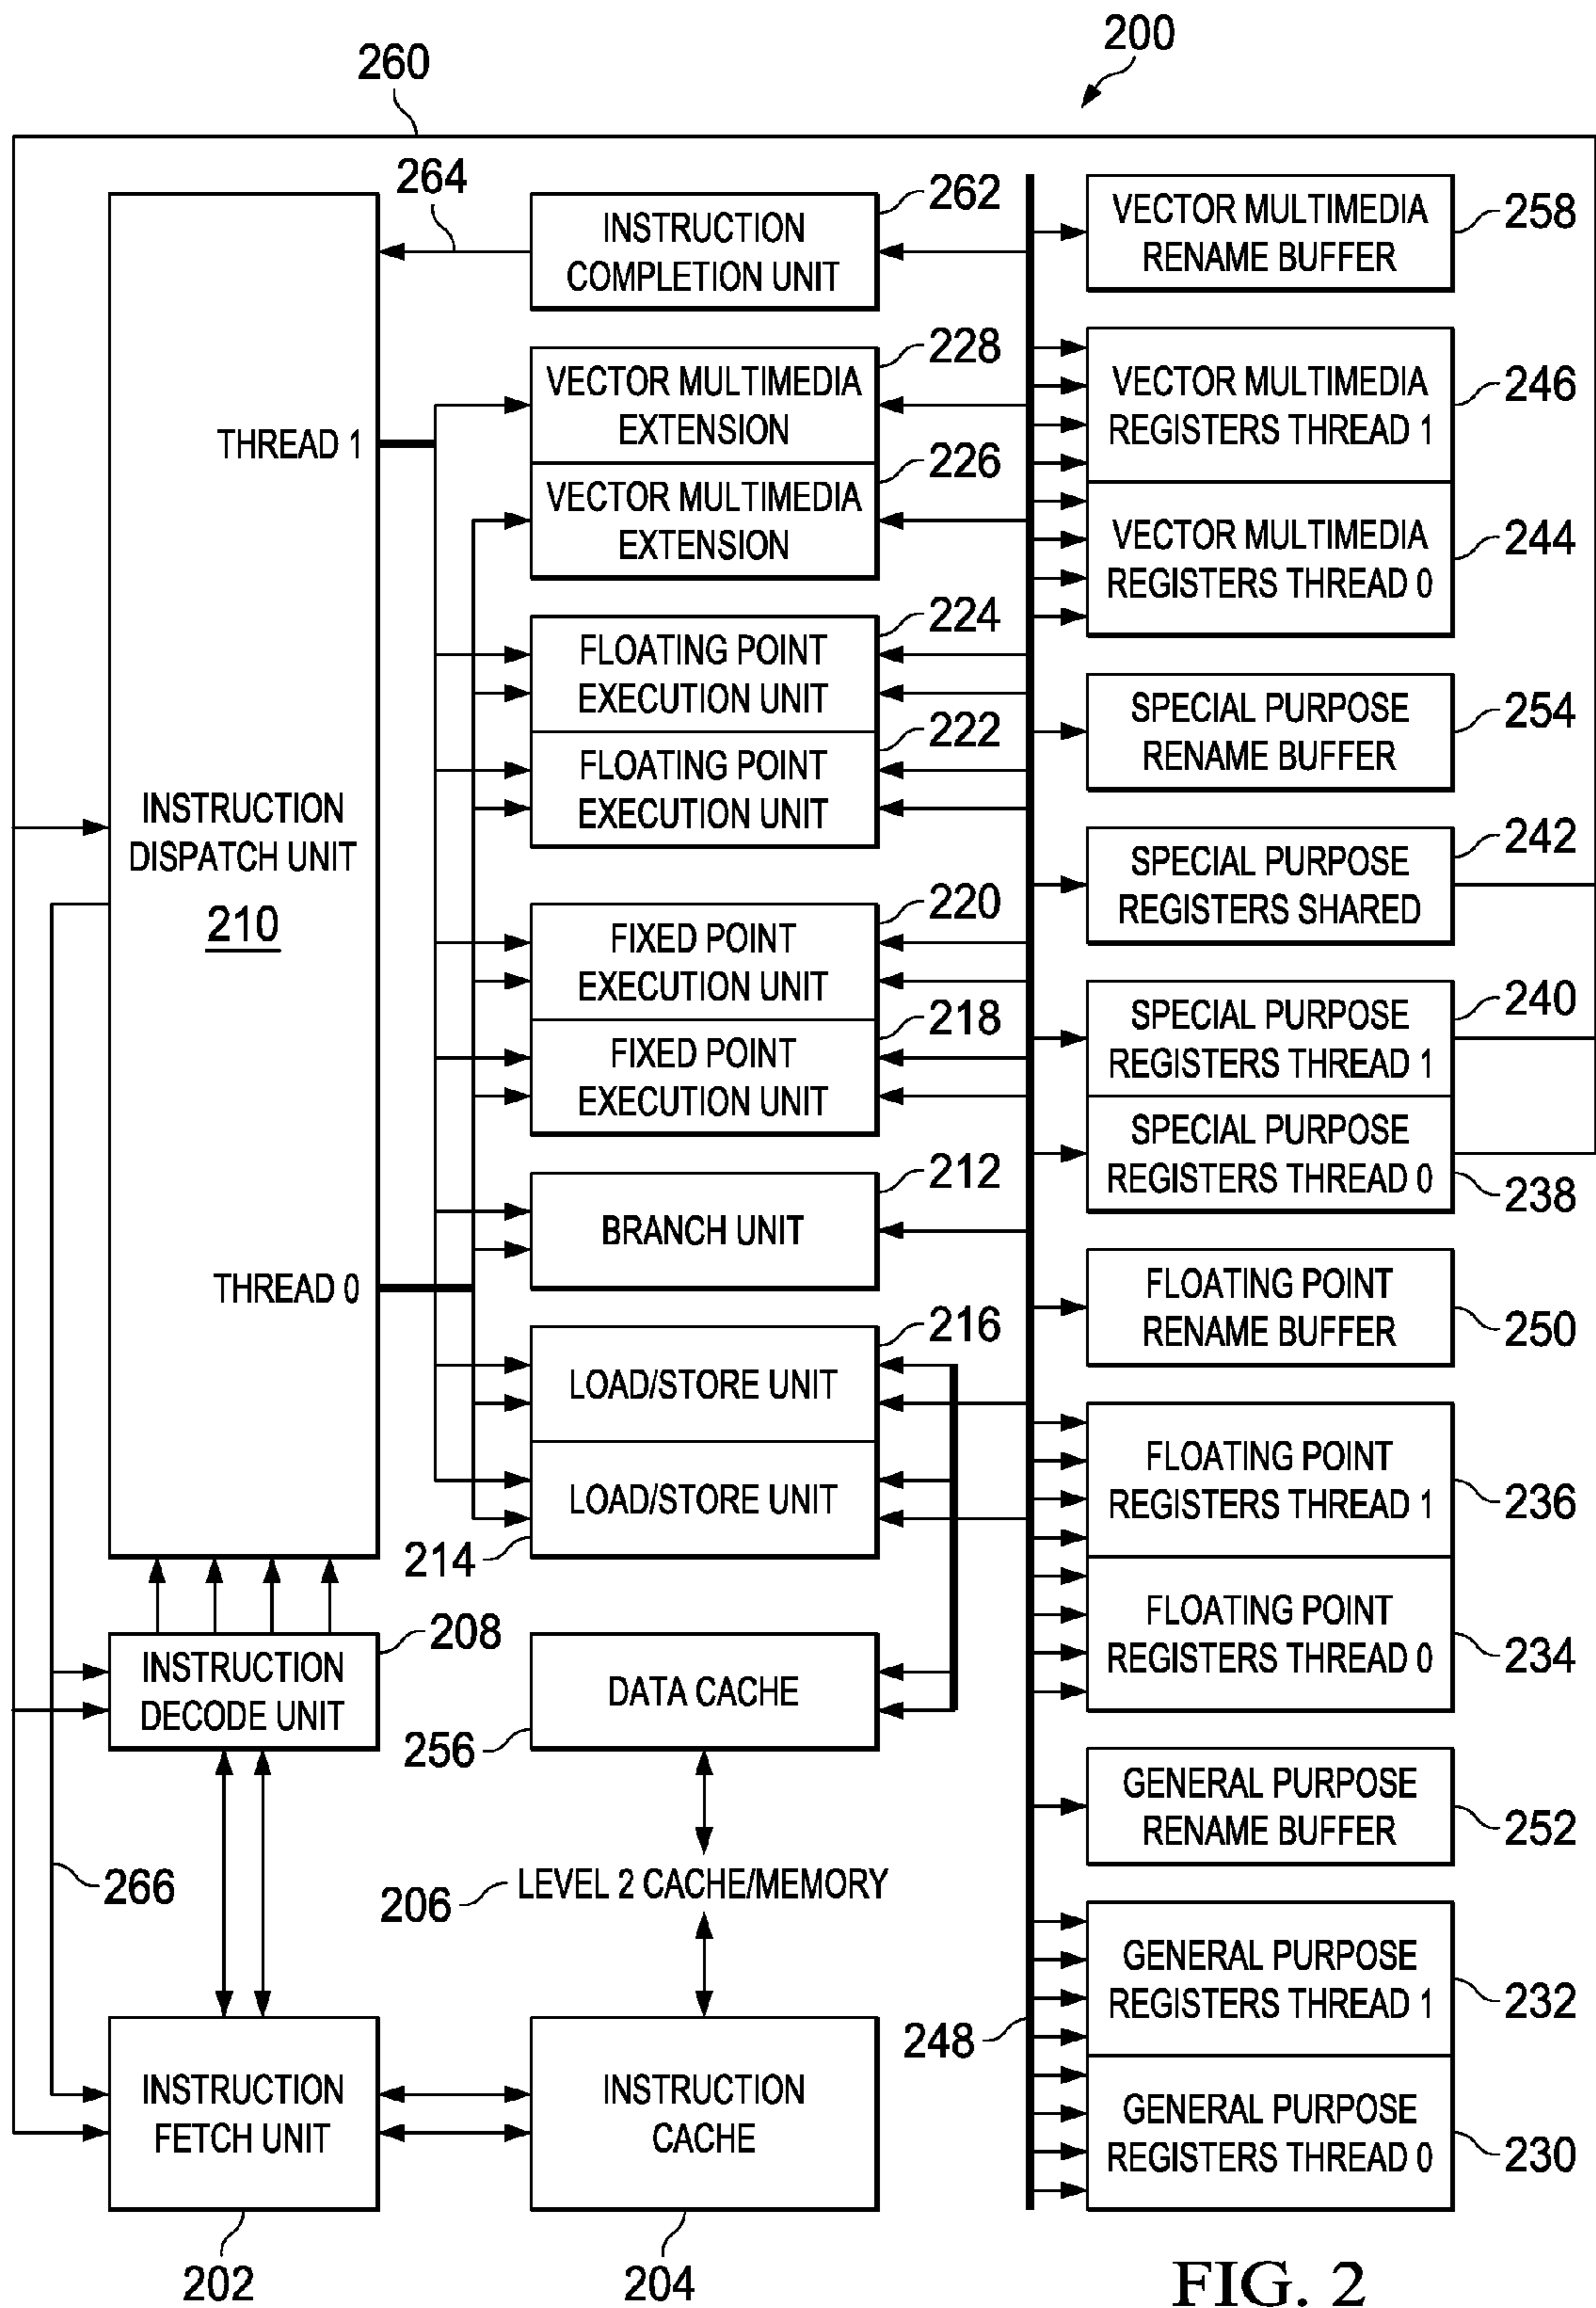 200
260
264
262
INSTRUCTION
COMPLETION UNIT
VECTOR MULTIMEDIA
RENAME BUFFER
258
THREAD 1
228
VECTOR MULTIMEDIA
EXTENSION
226
VECTOR MULTIMEDIA
EXTENSION
VECTOR MULTIMEDIA
REGISTERS THREAD 1
246
VECTOR MULTIMEDIA
REGISTERS THREAD 0
244
224
FLOATING POINT
EXECUTION UNIT
222
FLOATING POINT
EXECUTION UNIT
SPECIAL PURPOSE
RENAME BUFFER
254
INSTRUCTION
DISPATCH UNIT
210
SPECIAL PURPOSE
REGISTERS SHARED
242
220
FIXED POINT
EXECUTION UNIT
218
FIXED POINT
EXECUTION UNIT
SPECIAL PURPOSE
REGISTERS THREAD 1
240
SPECIAL PURPOSE
REGISTERS THREAD 0
238
212
BRANCH UNIT
THREAD 0
FLOATING POINT
RENAME BUFFER
250
216
LOAD/STORE UNIT
LOAD/STORE UNIT
214
FLOATING POINT
REGISTERS THREAD 1
236
FLOATING POINT
REGISTERS THREAD 0
234
208
INSTRUCTION
DECODE UNIT
DATA CACHE
256
GENERAL PURPOSE
RENAME BUFFER
252
266
206
LEVEL 2 CACHE/MEMORY
GENERAL PURPOSE
REGISTERS THREAD 1
232
248
INSTRUCTION
FETCH UNIT
INSTRUCTION
CACHE
GENERAL PURPOSE
REGISTERS THREAD 0
230
202
204
FIG. 2